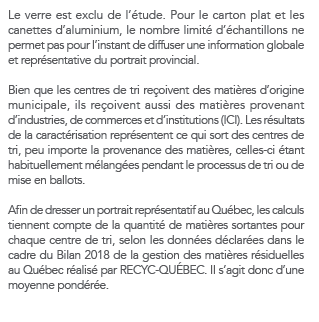 Le verre est exclu de l’étude. Pour le carton plat et les
canettes d’aluminium, le nombre limité d’échantillons ne
permet pas pour l’instant de diffuser une information globale
et représentative du portrait provincial.
Bien que les centres de tri reçoivent des matières d’origine
municipale, ils reçoivent aussi des matières provenant
d’industries, de commerces et d’institutions (ICI). Les résultats
de la caractérisation représentent ce qui sort des centres de
tri, peu importe la provenance des matières, celles-ci étant
habituellement mélangées pendant le processus de tri ou de
mise en ballots.
Afin de dresser un portrait représentatif au Québec, les calculs
tiennent compte de la quantité de matières sortantes pour
chaque centre de tri, selon les données déclarées dans le
cadre du Bilan 2018 de la gestion des matières résiduelles
au Québec réalisé par RECYC-QUÉBEC. Il s’agit donc d’une
moyenne pondérée.